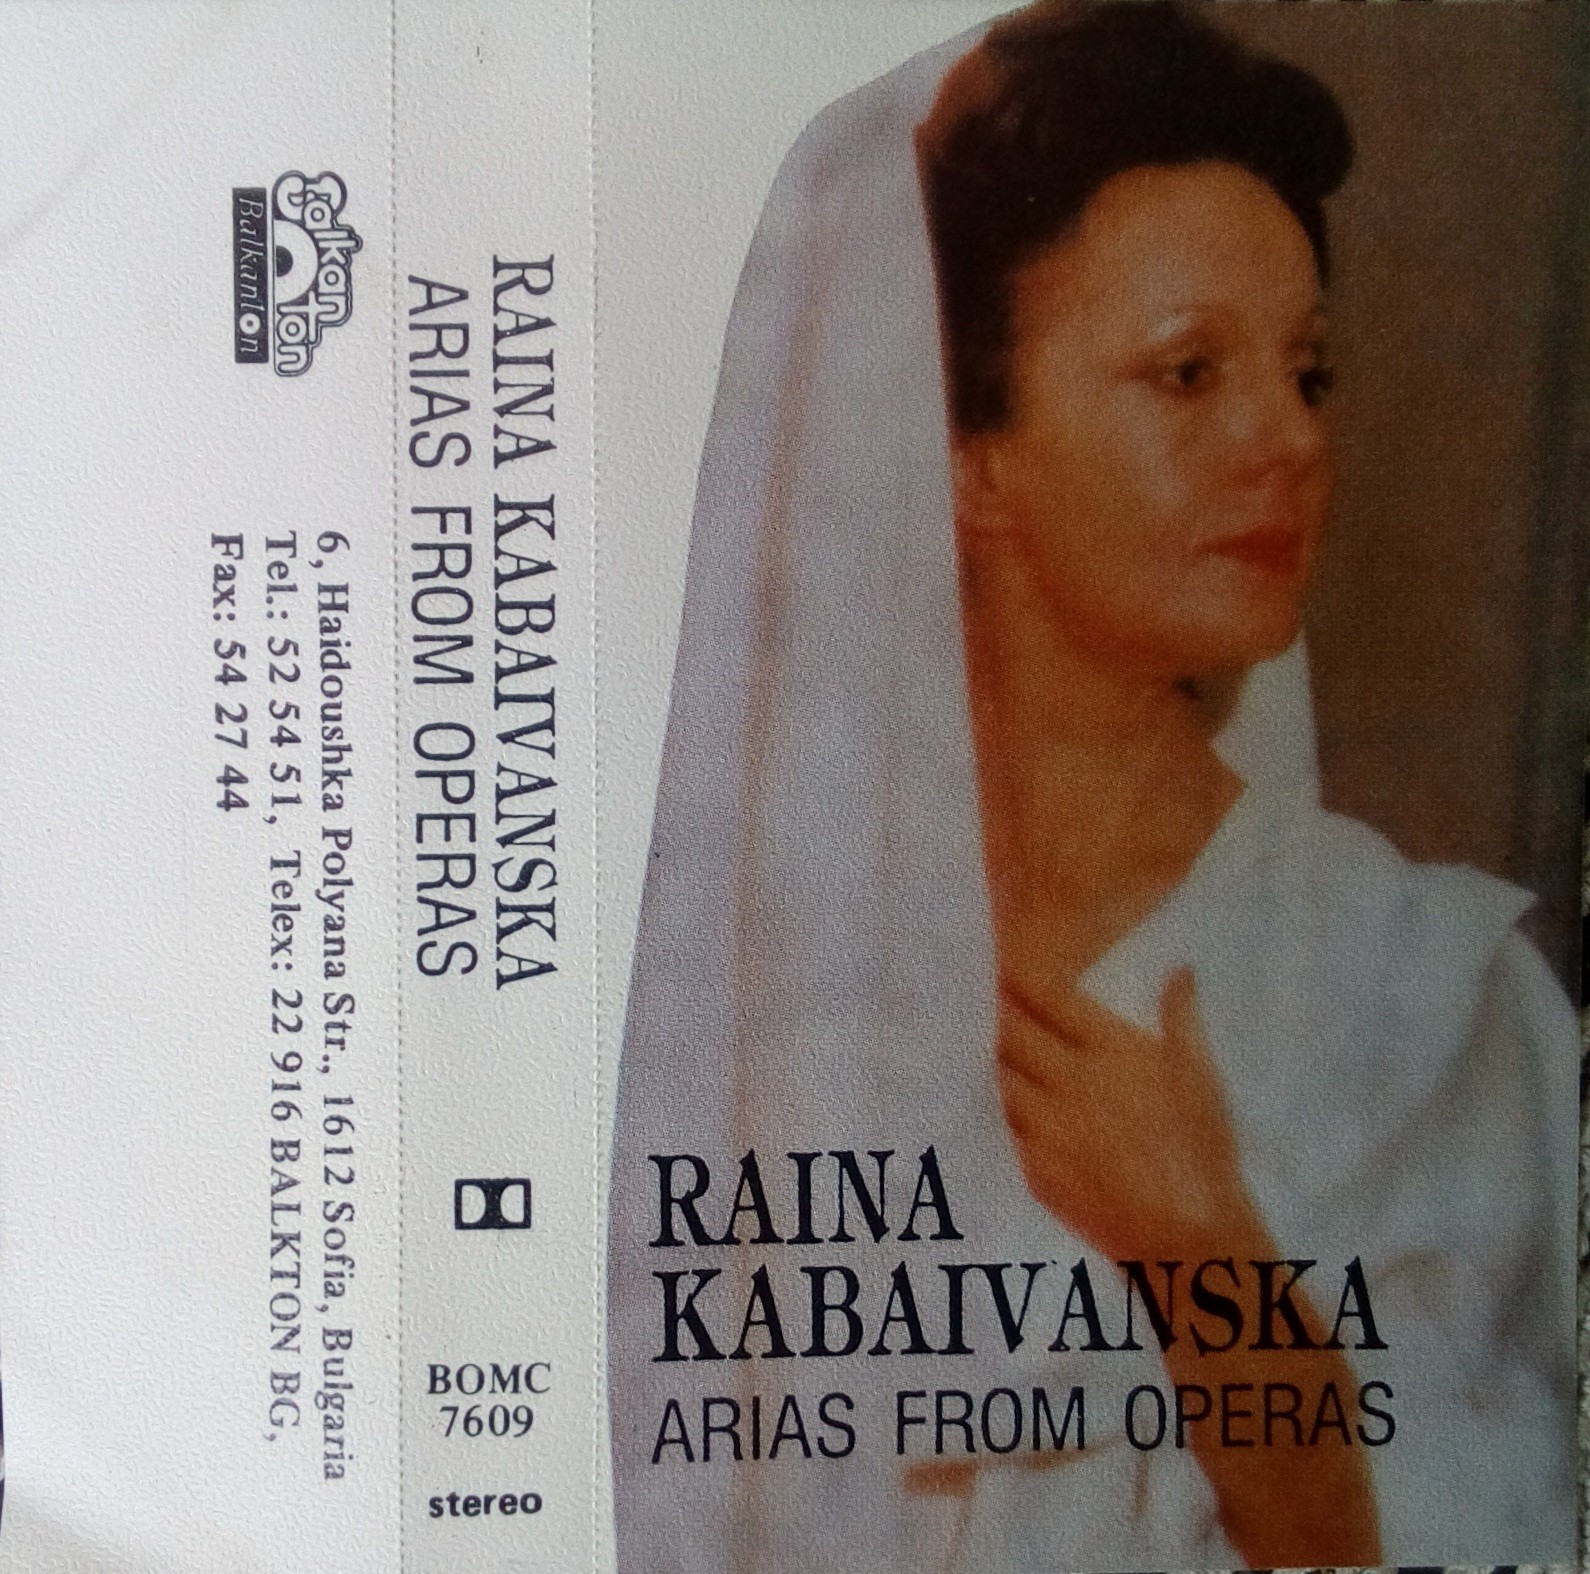 RAINA
KABAIVANSKA
ARIAS FROM OPERAS
RAINA KABAIVANSKA
ARIAS FROM OPERAS
BOMC
7609
stereo
Balkanton
Balkanton
6, Haidoushka Polyana Str., 1612 Sofia, Bulgaria
Tel.: 52 54 51, Telex: 22 916 BALKTON BG,
Fax: 54 27 44